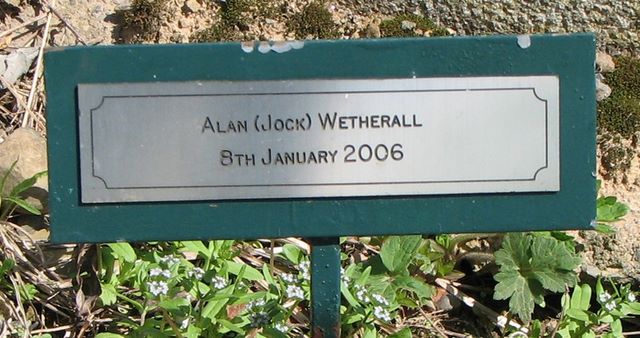 Alan (Jock) Wetherall
8th January 2006